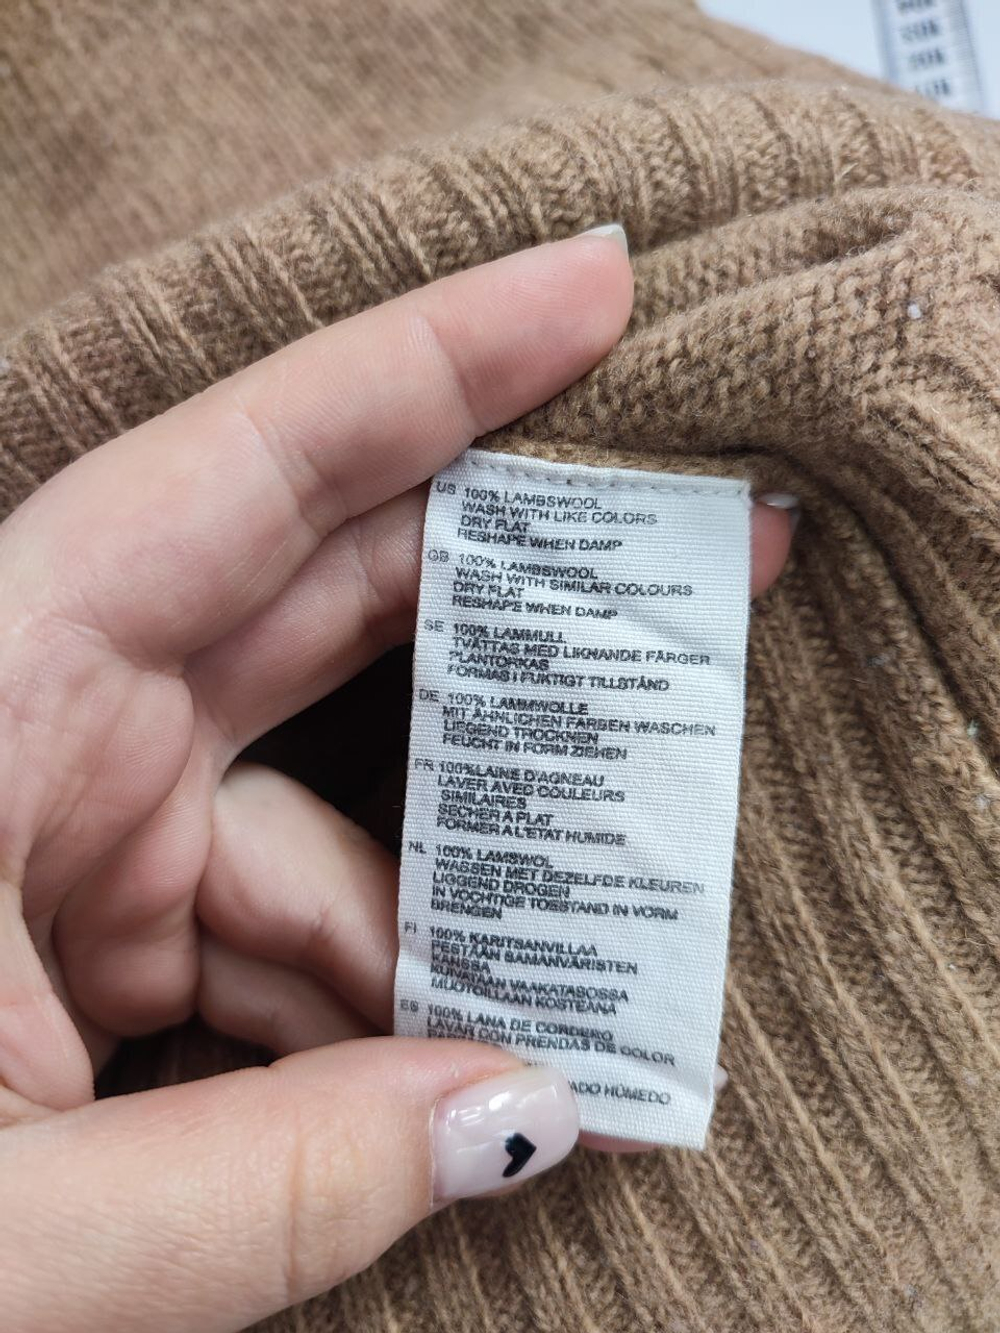 US 100% LAMBSWOOL
WASH WITH LIKE COLORS
DRY FLAT
RESHAPE WHEN DAMP
GB 100% LAMBSWOOL
WASH WITH SIMILAR COLOURS
DRY FLAT
RESHAPE WHEN DAMP
SE 100% LAMMULL
TVÄTTAS MED LIKNANDE FÄRGER
PLANTORKAS
FORMAS I FUKTIGT TILLSTÅND
DE 100% LAMMWOLLE
MIT ÄHNLICHEN FARBEN WASCHEN
LIEGEND TROCKNEN
FEUCHT IN FORM ZIEHEN
FR 100%LAINE D'AGNEAU
LAVER AVEC COULEURS
SIMILAIRES
SECHER A PLAT
FORMER A L'ETAT HUMIDE
NL 100% LAMSWOL
WASSEN MET DEZELFDE KLEUREN
LIGGEND DROGEN
IN VOCHTIGE TOESTAND IN VORM
BRENGEN
FI 100% KARITSANVILLAA
PESTÄÄN SAMANVÄRISTEN
KANSSA
KUIVATAAN VAAKATASOSSA
MUOTOILLAAN KOSTEANA
ES 100% LANA DE CORDERO
LAVAR CON PRENDAS DE COLOR
ADO HÚMEDO